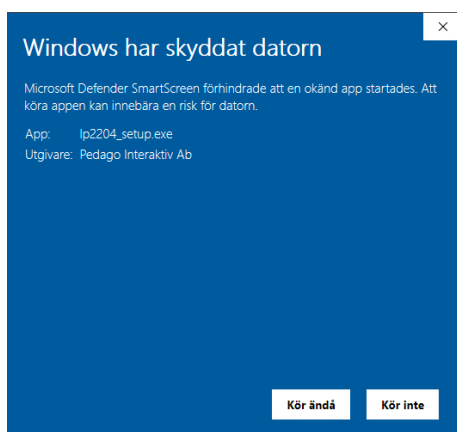 Windows har skyddat datorn
Microsoft Defender SmartScreen förhindrade att en okänd app startades. Att
köra appen kan innebära en risk för datorn.
App: lp2204_setup.exe
Utgivare: Pedago Interaktiv Ab
Kör ändå Kör inte